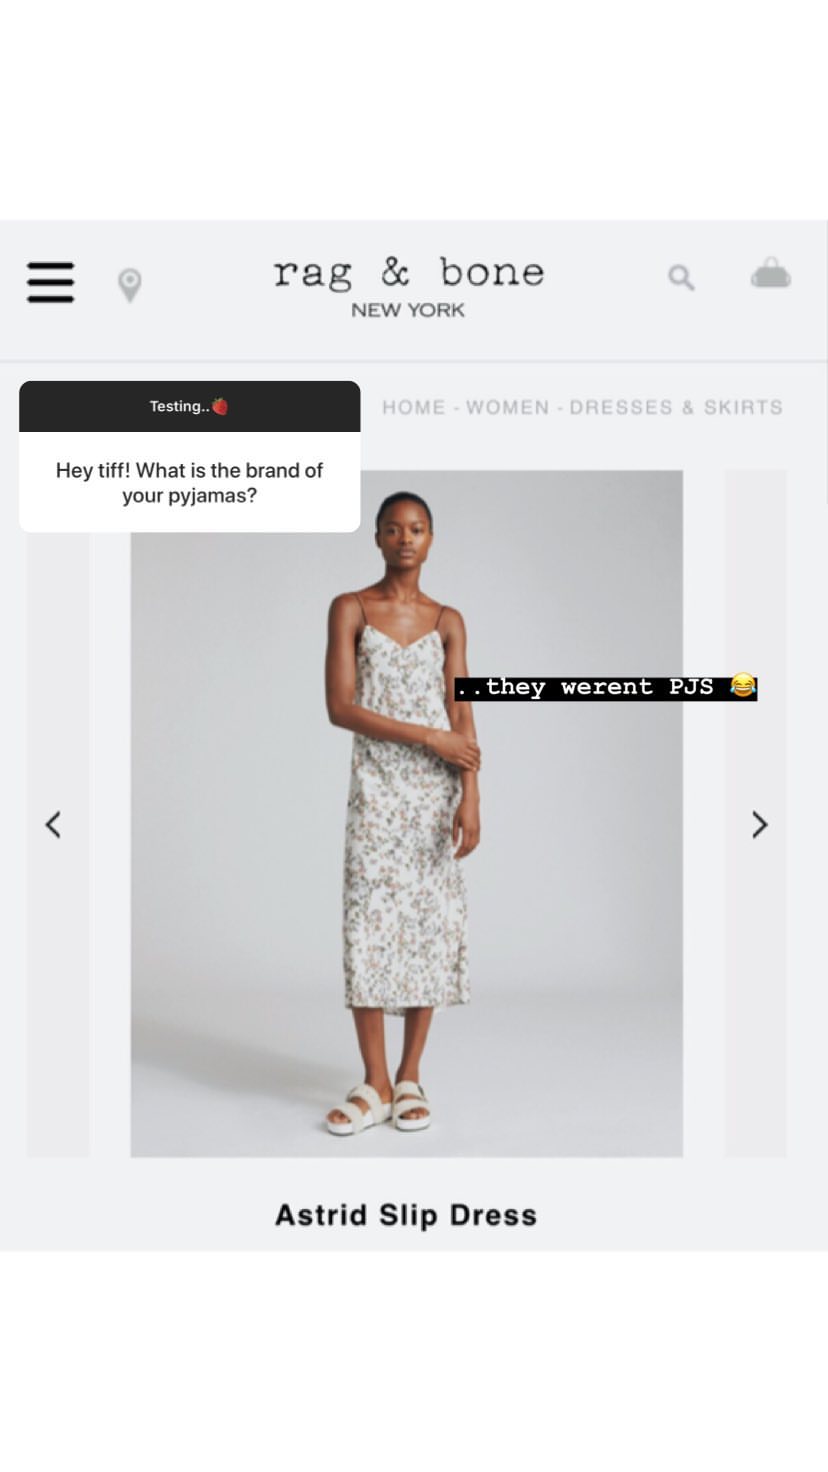 rag & bone
NEW YORK
Testing..🍓
HOME - WOMEN - DRESSES & SKIRTS
Hey tiff! What is the brand of
your pyjamas?
..they werent PJS 😂
Astrid Slip Dress